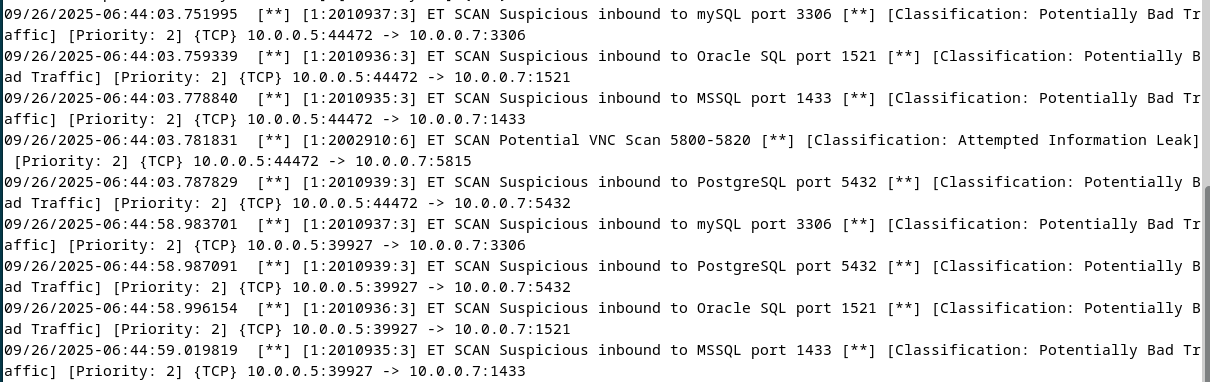 09/26/2025-06:44:03.751995  [**] [1:2010937:3] ET SCAN Suspicious inbound to mySQL port 3306 [**] [Classification: Potentially Bad Tr
affic] [Priority: 2] {TCP} 10.0.0.5:44472 -> 10.0.0.7:3306
09/26/2025-06:44:03.759339  [**] [1:2010936:3] ET SCAN Suspicious inbound to Oracle SQL port 1521 [**] [Classification: Potentially B
ad Traffic] [Priority: 2] {TCP} 10.0.0.5:44472 -> 10.0.0.7:1521
09/26/2025-06:44:03.778840  [**] [1:2010935:3] ET SCAN Suspicious inbound to MSSQL port 1433 [**] [Classification: Potentially Bad Tr
affic] [Priority: 2] {TCP} 10.0.0.5:44472 -> 10.0.0.7:1433
09/26/2025-06:44:03.781831  [**] [1:2002910:6] ET SCAN Potential VNC Scan 5800-5820 [**] [Classification: Attempted Information Leak]
 [Priority: 2] {TCP} 10.0.0.5:44472 -> 10.0.0.7:5815
09/26/2025-06:44:03.787829  [**] [1:2010939:3] ET SCAN Suspicious inbound to PostgreSQL port 5432 [**] [Classification: Potentially B
ad Traffic] [Priority: 2] {TCP} 10.0.0.5:44472 -> 10.0.0.7:5432
09/26/2025-06:44:58.983701  [**] [1:2010937:3] ET SCAN Suspicious inbound to mySQL port 3306 [**] [Classification: Potentially Bad Tr
affic] [Priority: 2] {TCP} 10.0.0.5:39927 -> 10.0.0.7:3306
09/26/2025-06:44:58.987091  [**] [1:2010939:3] ET SCAN Suspicious inbound to PostgreSQL port 5432 [**] [Classification: Potentially B
ad Traffic] [Priority: 2] {TCP} 10.0.0.5:39927 -> 10.0.0.7:5432
09/26/2025-06:44:58.996154  [**] [1:2010936:3] ET SCAN Suspicious inbound to Oracle SQL port 1521 [**] [Classification: Potentially B
ad Traffic] [Priority: 2] {TCP} 10.0.0.5:39927 -> 10.0.0.7:1521
09/26/2025-06:44:59.019819  [**] [1:2010935:3] ET SCAN Suspicious inbound to MSSQL port 1433 [**] [Classification: Potentially Bad Tr
affic] [Priority: 2] {TCP} 10.0.0.5:39927 -> 10.0.0.7:1433